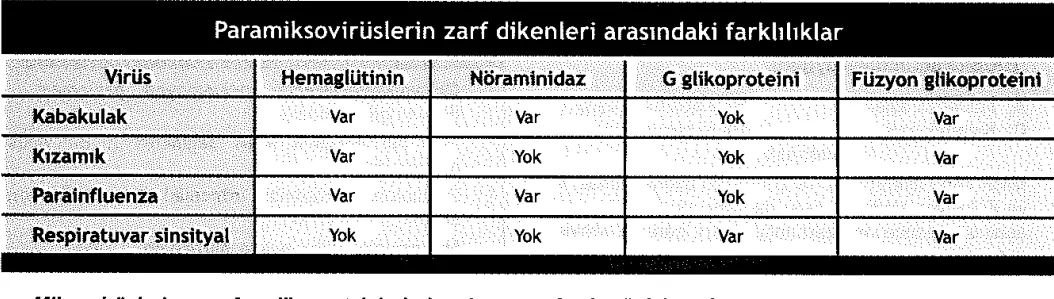 Paramiksovirüslerin zarf dikenleri arasındaki farklılıklar
Virüs Hemaglütinin Nöraminidaz G glikoproteini Füzyon glikoproteini
Kabakulak Var Var Yok Var
Kızamık Var Yok Yok Var
Parainfluenza Var Var Yok Var
Respiratuvar sinsityal Yok Yok Var Var